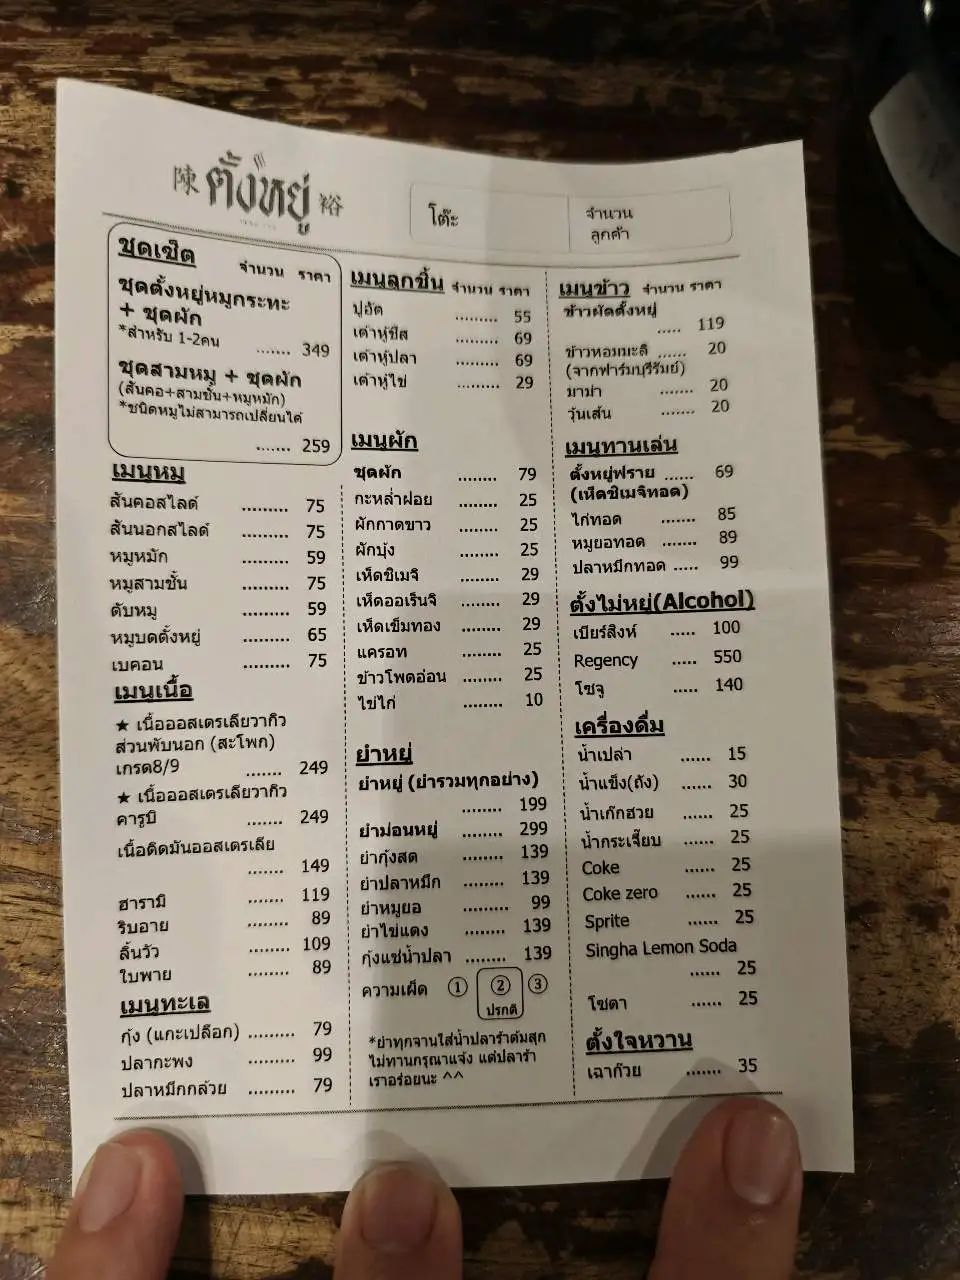 陳 ตั้งหยู่ 裕
โต๊ะ
จำนวน
ลูกค้า
ชุดเซ็ต จำนวน ราคา
ชุดตั้งหยู่หมูกระทะ
+ ชุดผัก
*สำหรับ 1-2คน
....... 349
ชุดสามหมู + ชุดผัก
(สันคอ+สามชั้น+หมูหมัก)
*ชนิดหมูไม่สามารถเปลี่ยนได้
....... 259
เมนูหมู
สันคอสไลด์ ......... 75
สันนอกสไลด์ ......... 75
หมูหมัก ......... 59
หมูสามชั้น ......... 75
ตับหมู ......... 59
หมูบดตั้งหยู่ ......... 65
เบคอน ......... 75
เมนูเนื้อ
★ เนื้อออสเตรเลียวากิว
ส่วนพับนอก (สะโพก)
เกรด8/9 ....... 249
★ เนื้อออสเตรเลียวากิว
คารูบิ ....... 249
เนื้อติดมันออสเตรเลีย
....... 149
ฮารามิ ....... 119
ริบอาย ........ 89
ลิ้นวัว ........ 109
ใบพาย ........ 89
เมนูทะเล
กุ้ง (แกะเปลือก) ......... 79
ปลากะพง ......... 99
ปลาหมึกกล้วย ......... 79
เมนูลูกชิ้น จำนวน ราคา
ปูอัด ......... 55
เต้าหู้ชีส ......... 69
เต้าหู้ปลา ......... 69
เต้าหู้ไข่ ......... 29
เมนูผัก
ชุดผัก ........ 79
กะหล่ำฝอย ........ 25
ผักกาดขาว ........ 25
ผักบุ้ง ........ 25
เห็ดชิเมจิ ........ 29
เห็ดออเร็นจิ ........ 29
เห็ดเข็มทอง ........ 29
แครอท ........ 25
ข้าวโพดอ่อน ........ 25
ไข่ไก่ ........ 10
ยำหยู่
ยำหยู่ (ยำรวมทุกอย่าง)
........ 199
ยำม่อนหยู่ ........ 299
ยำกุ้งสด ........ 139
ยำปลาหมึก ........ 139
ยำหมูยอ ......... 99
ยำไข่แดง ........ 139
กุ้งแช่น้ำปลา ........ 139
ความเผ็ด ① ② ③
ปรกติ
*ยำทุกจานใส่น้ำปลาร้าต้มสุก
ไม่ทานกรุณาแจ้ง แต่ปลาร้า
เราอร่อยนะ ^^
เมนูข้าว จำนวน ราคา
ข้าวผัดตั้งหยู่
..... 119
ข้าวหอมมะลิ ...... 20
(จากฟาร์มบุรีรัมย์)
มาม่า ....... 20
วุ้นเส้น ....... 20
เมนูทานเล่น
ตั้งหยู่ฟราย ...... 69
(เห็ดชิเมจิทอด)
ไก่ทอด ....... 85
หมูยอทอด ....... 89
ปลาหมึกทอด ..... 99
ตั้งไม่หยู่(Alcohol)
เบียร์สิงห์ ..... 100
Regency ..... 550
โซจู ..... 140
เครื่องดื่ม
น้ำเปล่า ...... 15
น้ำแข็ง(ถัง) ...... 30
น้ำเก๊กฮวย ...... 25
น้ำกระเจี๊ยบ ...... 25
Coke ...... 25
Coke zero ...... 25
Sprite ...... 25
Singha Lemon Soda
...... 25
โซดา ...... 25
ตั้งใจหวาน
เฉาก๊วย ....... 35